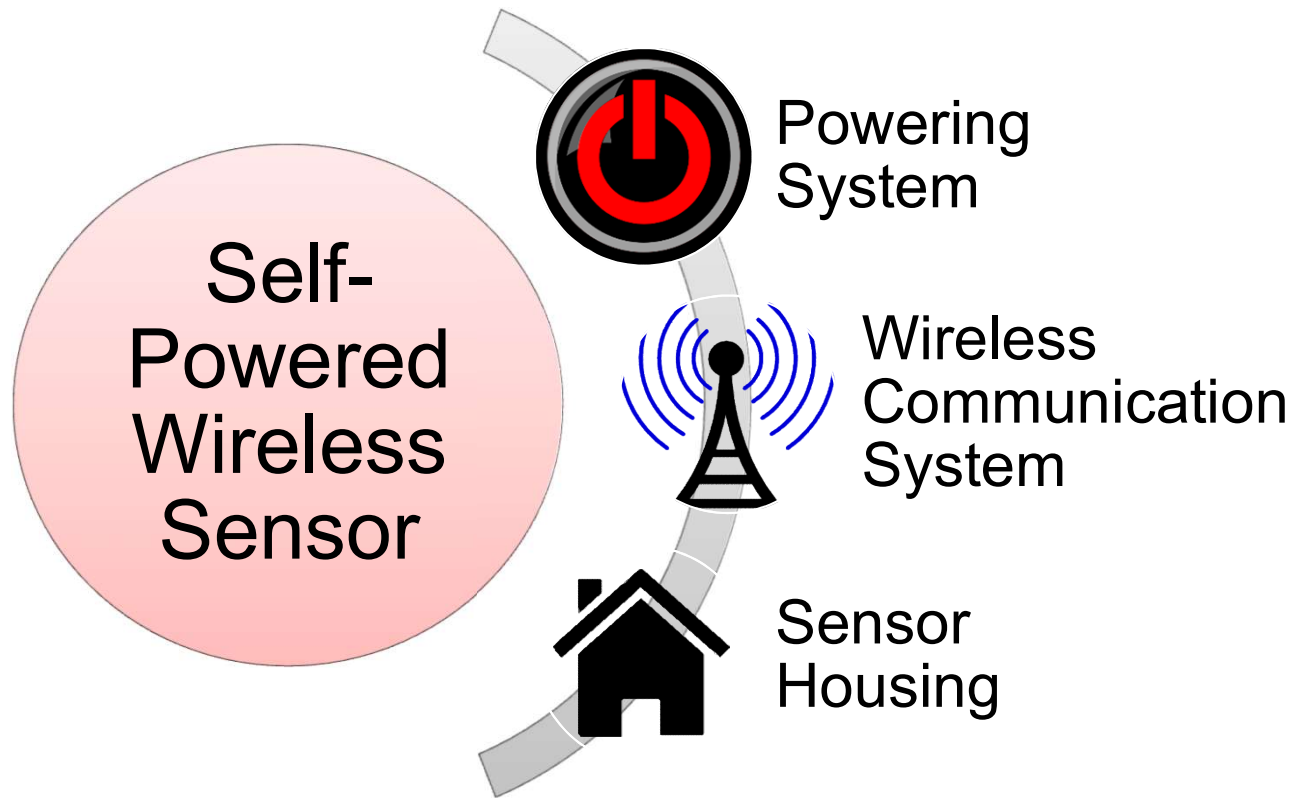 Self-
Powered
Wireless
Sensor
Powering
System
Wireless
Communication
System
Sensor
Housing